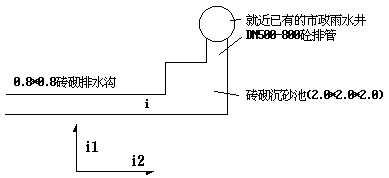 就近已有的市政雨水井
DN500-800砼排管
0.8*0.8砖砌排水沟
i
砖砌沉砂池(2.0*2.0*2.0)
i1
i2